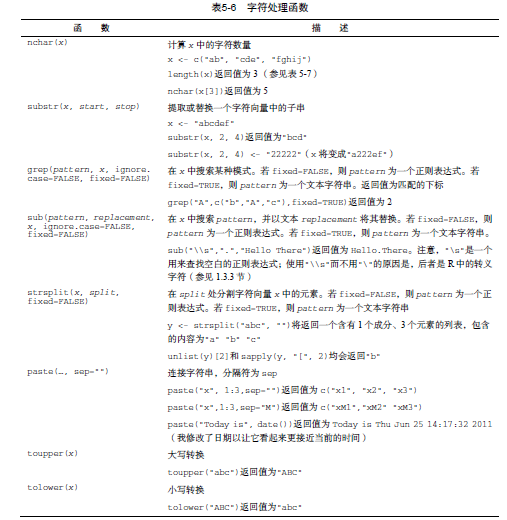 表5-6 字符处理函数
函 数 描 述
nchar(x) 计算 x 中的字符数量
x <- c("ab", "cde", "fghij")
length(x)返回值为 3（参见表 5-7）
nchar(x[3])返回值为 5
substr(x, start, stop) 提取或替换一个字符向量中的子串
x <- "abcdef"
substr(x, 2, 4)返回值为"bcd"
substr(x, 2, 4) <- "22222"（x 将变成"a222ef"）
grep(pattern, x, ignore. 在 x 中搜索某种模式。若 fixed=FALSE，则 pattern 为一个正则表达式。若
case=FALSE, fixed=FALSE) fixed=TRUE，则 pattern 为一个文本字符串。返回值为匹配的下标
grep("A",c("b","A","c"),fixed=TRUE)返回值为 2
sub(pattern, replacement, 在 x 中搜索 pattern，并以文本 replacement 将其替换。若 fixed=FALSE，则
x, ignore.case=FALSE, pattern 为一个正则表达式。若 fixed=TRUE，则 pattern 为一个文本字符串。
fixed=FALSE)
sub("\\s",".","Hello There")返回值为 Hello.There。注意，"\s"是一个
用来查找空白的正则表达式；使用"\\s"而不用"\"的原因是，后者是 R 中的转义
字符（参见 1.3.3 节）
strsplit(x, split, 在 split 处分割字符向量 x 中的元素。若 fixed=FALSE，则 pattern 为一个正
fixed=FALSE) 则表达式。若 fixed=TRUE，则 pattern 为一个文本字符串
y <- strsplit("abc", "")将返回一个含有 1 个成分、3 个元素的列表，包含
的内容为"a" "b" "c"
unlist(y)[2]和 sapply(y, "[", 2)均会返回"b"
paste(…, sep="") 连接字符串，分隔符为 sep
paste("x", 1:3,sep="")返回值为 c("x1", "x2", "x3")
paste("x",1:3,sep="M")返回值为 c("xM1","xM2" "xM3")
paste("Today is", date())返回值为 Today is Thu Jun 25 14:17:32 2011
（我修改了日期以让它看起来更接近当前的时间）
toupper(x) 大写转换
toupper("abc")返回值为"ABC"
tolower(x) 小写转换
tolower("ABC")返回值为"abc"